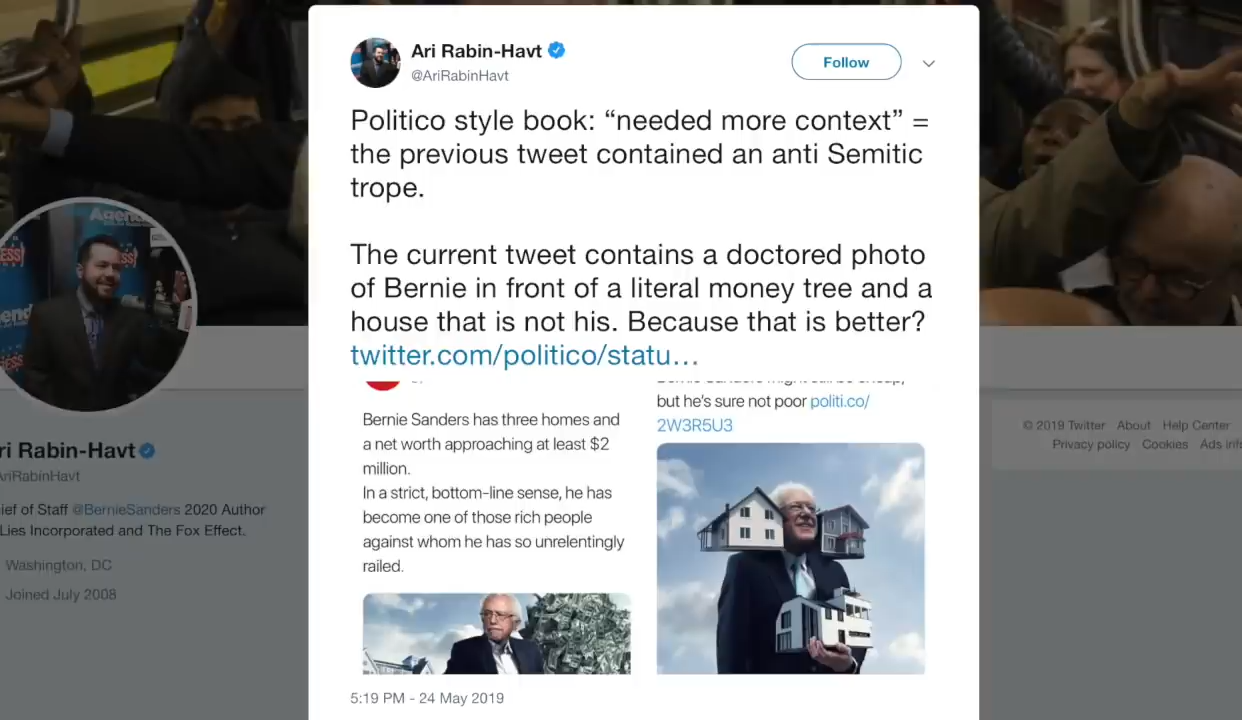 Ari Rabin-Havt
@AriRabinHavt
Follow
Politico style book: “needed more context” =
the previous tweet contained an anti Semitic
trope.
The current tweet contains a doctored photo
of Bernie in front of a literal money tree and a
house that is not his. Because that is better?
twitter.com/politico/statu…
Bernie Sanders has three homes and
a net worth approaching at least $2
million.
In a strict, bottom-line sense, he has
become one of those rich people
against whom he has so unrelentingly
railed.
but he's sure not poor politi.co/
2W3R5U3
5:19 PM - 24 May 2019
Agend
ESS!
ri Rabin-Havt
AriRabinHavt
ief of Staff @BernieSanders 2020 Author
Lies Incorporated and The Fox Effect.
Washington, DC
Joined July 2008
© 2019 Twitter About Help Center
Privacy policy Cookies Ads info